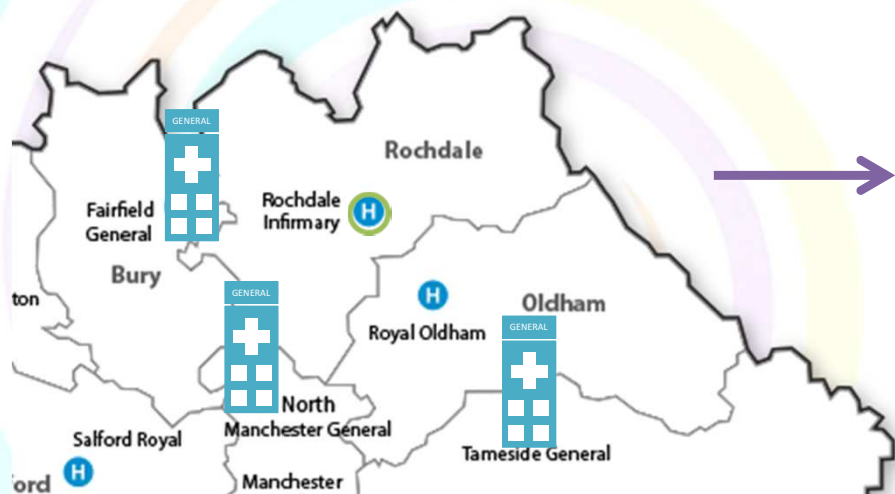 GENERAL
Rochdale
Rochdale
Infirmary
H
Fairfield
General
Bury
GENERAL
ton
H
Oldham
Royal Oldham
GENERAL
North
Manchester General
Salford Royal
Tameside General
H
ford
Manchester